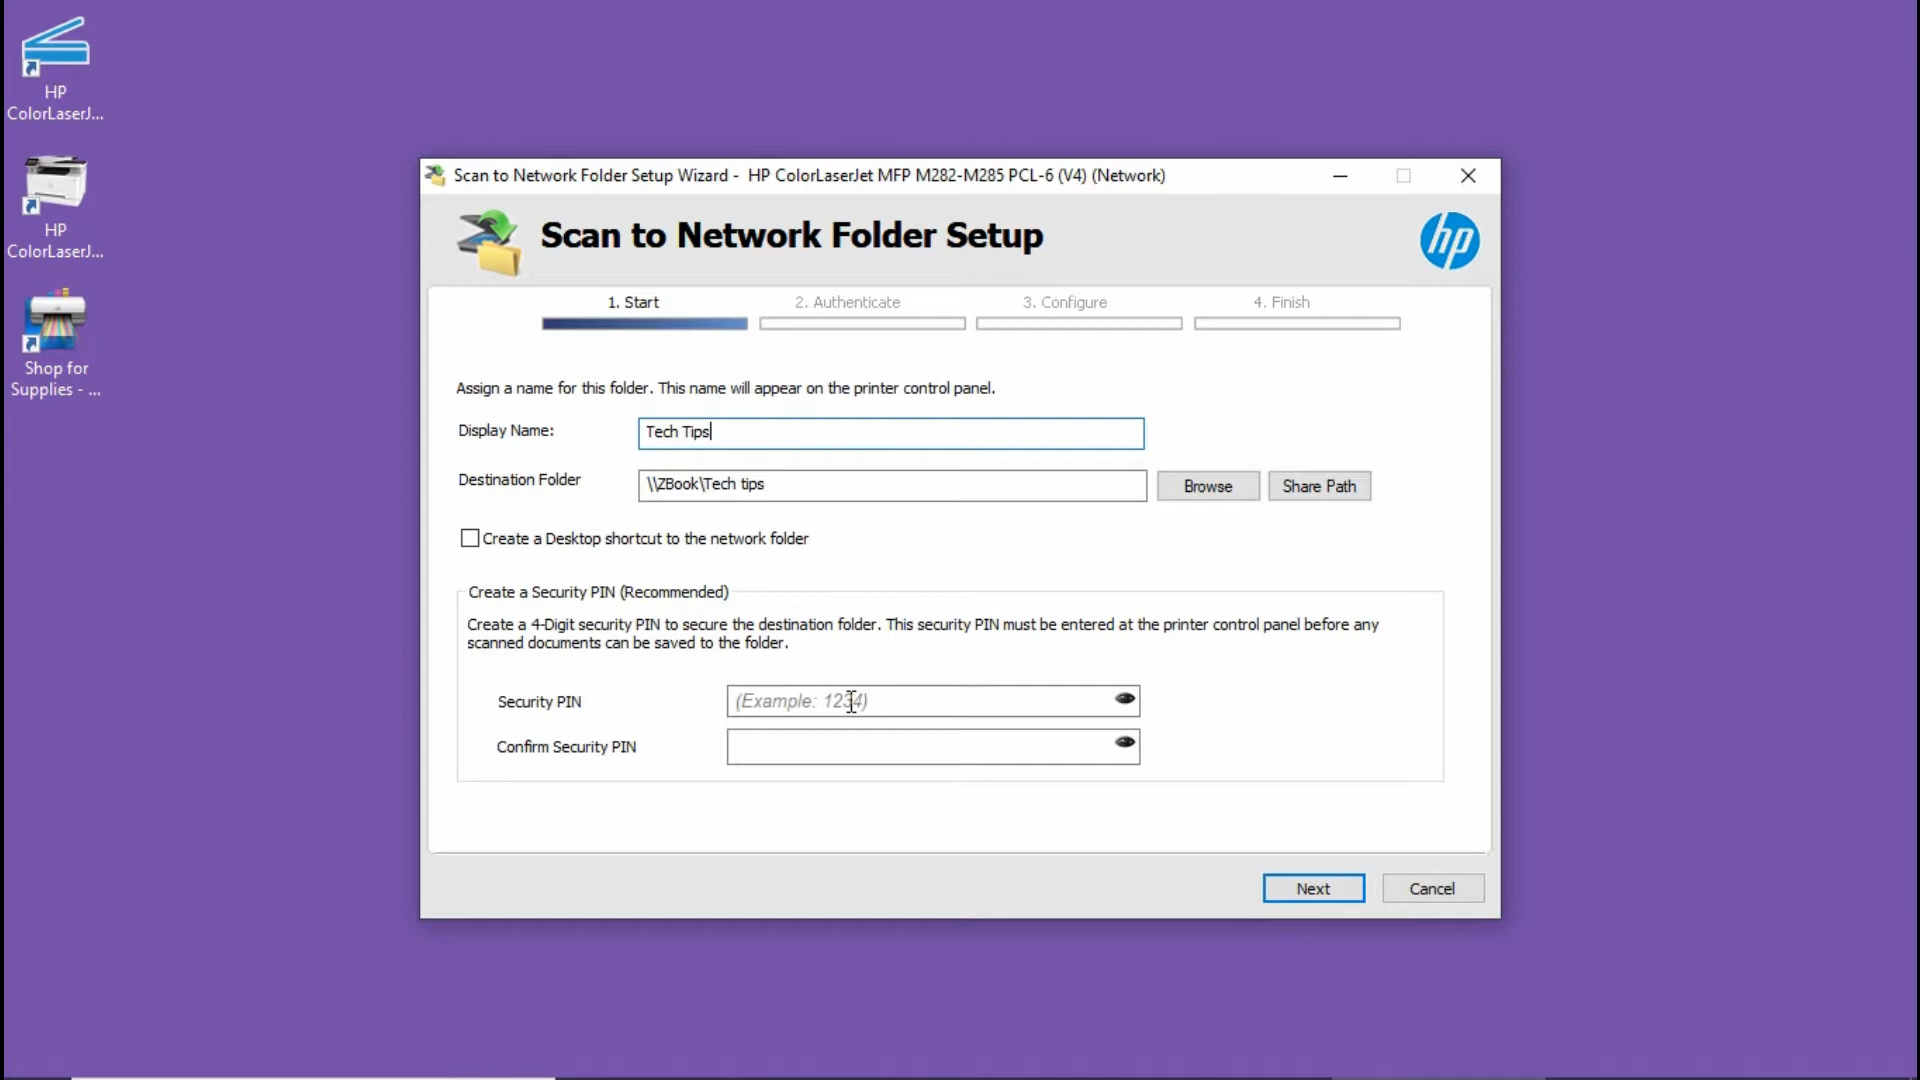 HP
ColorLaserJ...
HP
ColorLaserJ...
Shop for
Supplies - ...
Scan to Network Folder Setup Wizard -  HP ColorLaserJet MFP M282-M285 PCL-6 (V4) (Network)
Scan to Network Folder Setup
hp
1. Start
2. Authenticate
3. Configure
4. Finish
Assign a name for this folder. This name will appear on the printer control panel.
Display Name:
Tech Tips
Destination Folder
\\ZBook\Tech tips
Browse
Share Path
Create a Desktop shortcut to the network folder
Create a Security PIN (Recommended)
Create a 4-Digit security PIN to secure the destination folder. This security PIN must be entered at the printer control panel before any
scanned documents can be saved to the folder.
Security PIN
(Example: 1234)
Confirm Security PIN
Next
Cancel